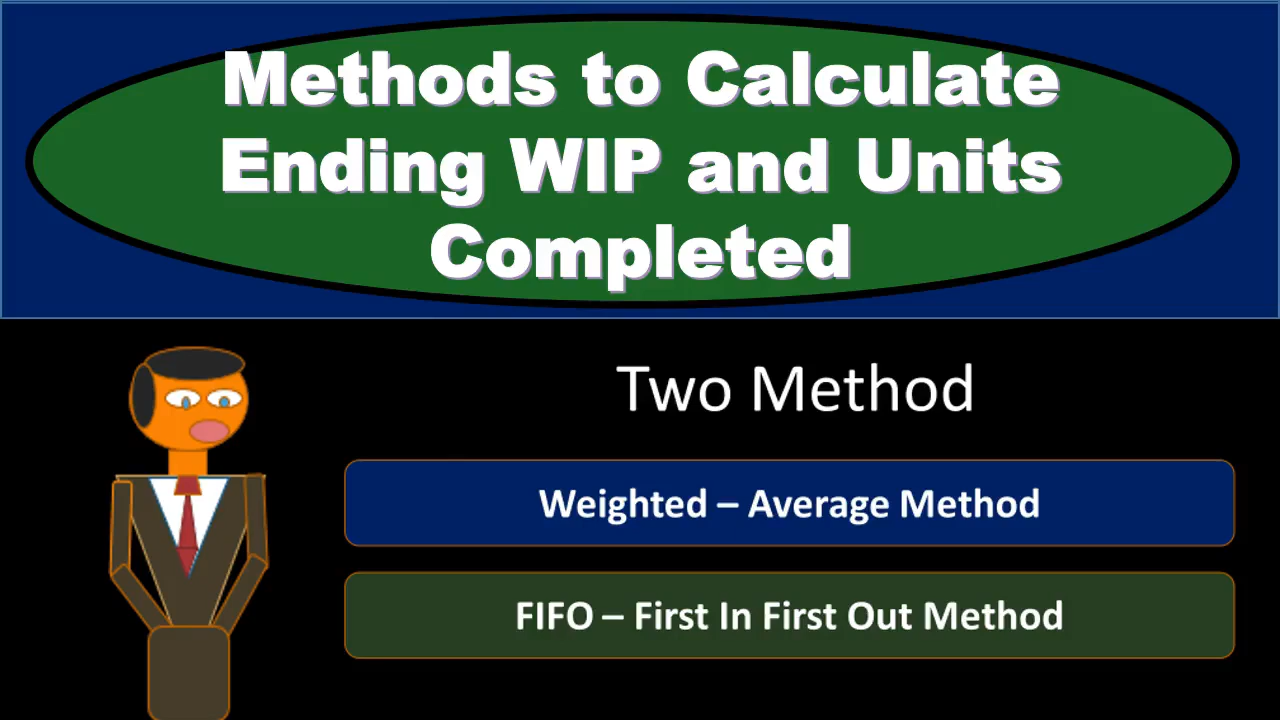 Methods to Calculate
Ending WIP and Units
Completed
Two Method
Weighted – Average Method
FIFO – First In First Out Method